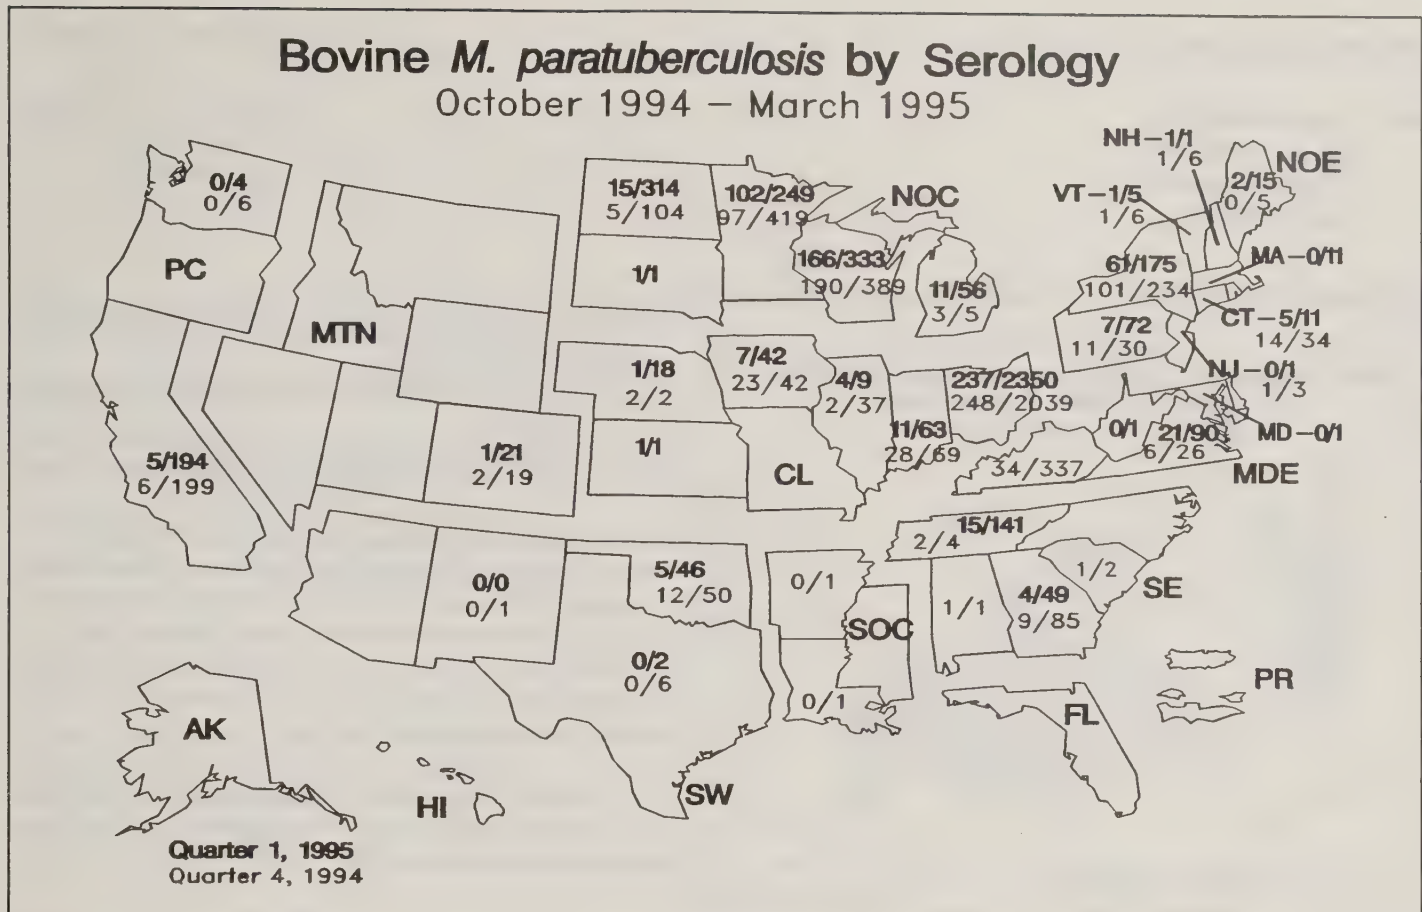 Bovine M. paratuberculosis by Serology
October 1994 – March 1995
NH–1/1
1/6
NOE
2/15
0/5
VT–1/5
1/6
MA–0/11
0/4
0/6
15/314
5/104
102/249
97/419
NOC
61/175
101/234
PC
1/1
166/333
190/389
11/56
3/5
CT–5/11
14/34
7/72
11/30
MTN
NJ–0/1
1/3
1/18
2/2
7/42
23/42
4/9
2/37
237/2350
248/2039
MD–0/1
11/63
28/69
0/1
21/90
6/26
5/194
6/199
1/21
2/19
1/1
CL
34/337
MDE
15/141
2/4
0/0
0/1
5/46
12/50
0/1
1/1
4/49
9/85
1/2
SE
SOC
0/2
0/6
0/1
PR
FL
AK
HI
SW
Quarter 1, 1995
Quarter 4, 1994